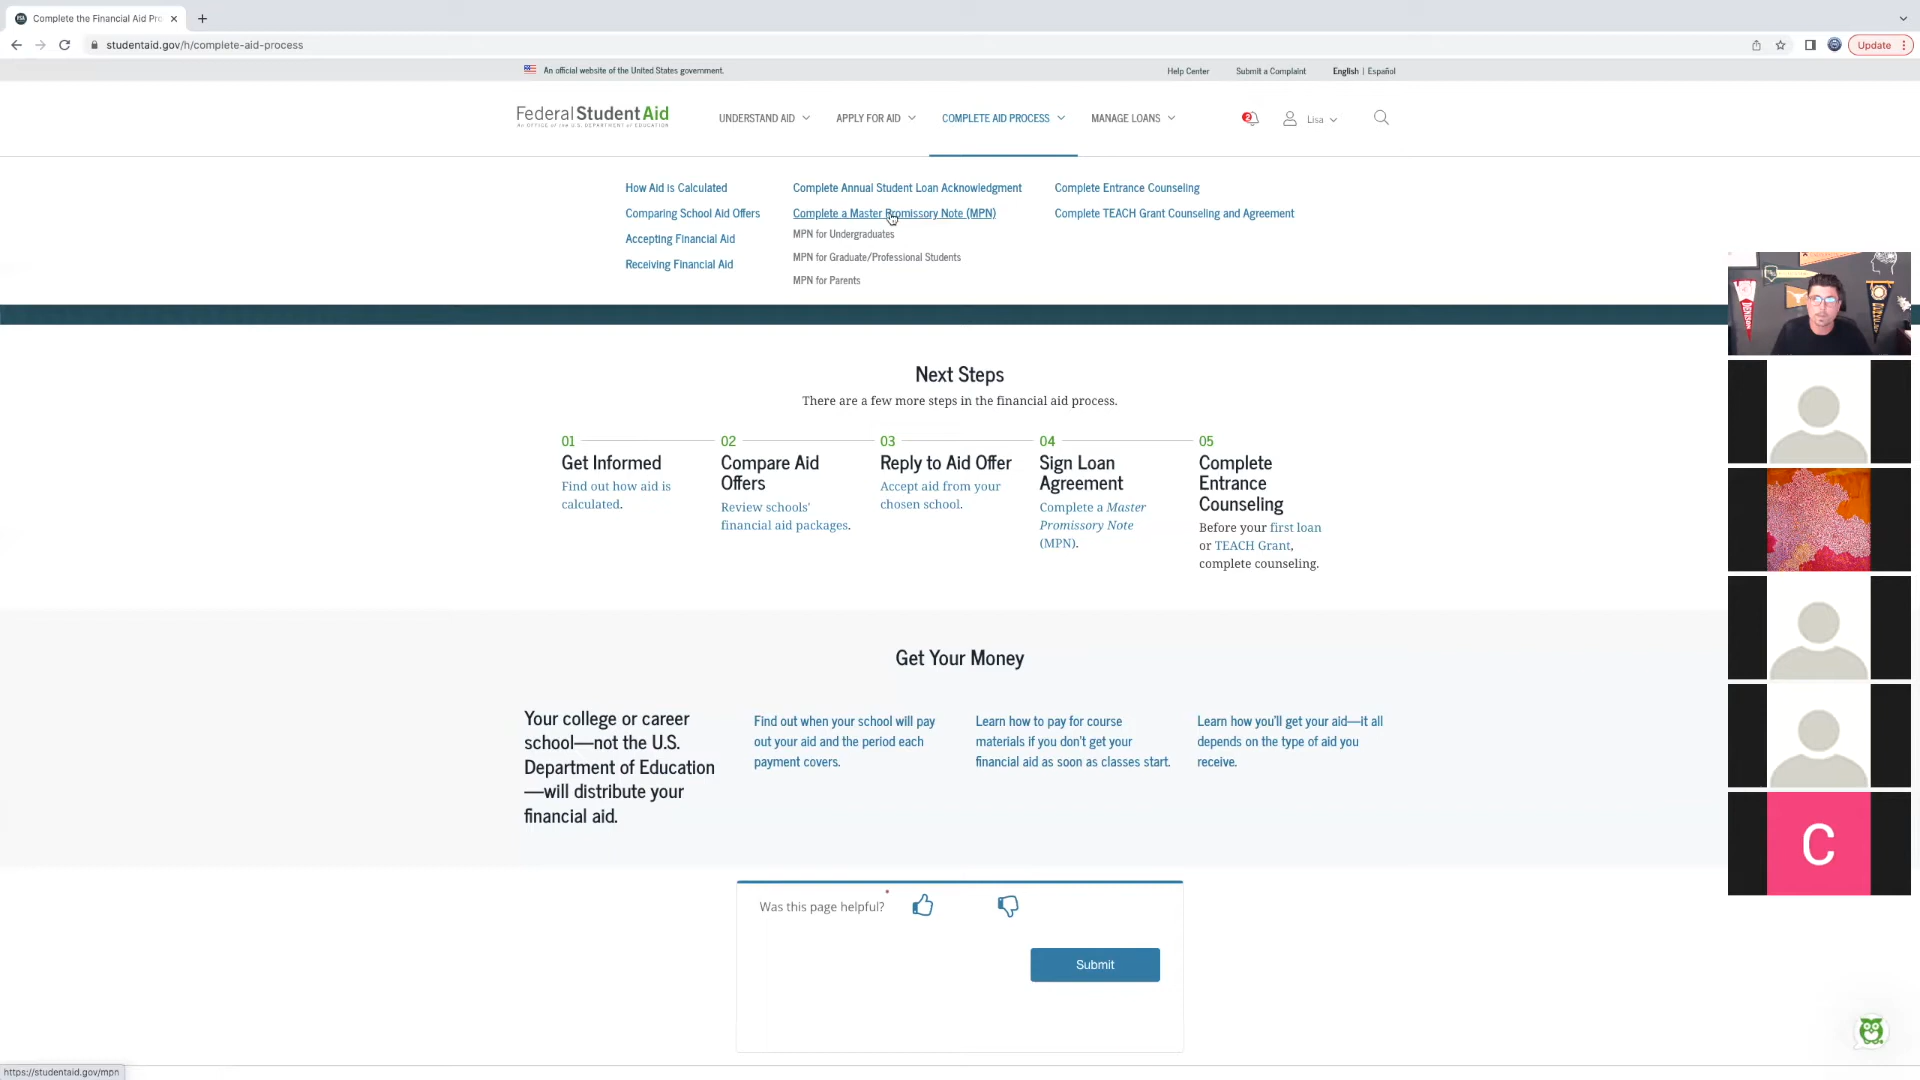 Complete the Financial Aid Pro
studentaid.gov/h/complete-aid-process
Update
An official website of the United States government.
Help Center
Submit a Complaint
English | Español
Federal Student Aid
An OFFICE of the U.S. DEPARTMENT of EDUCATION
UNDERSTAND AID
APPLY FOR AID
COMPLETE AID PROCESS
MANAGE LOANS
2
Lisa
How Aid is Calculated
Comparing School Aid Offers
Accepting Financial Aid
Receiving Financial Aid
Complete Annual Student Loan Acknowledgment
Complete a Master Promissory Note (MPN)
MPN for Undergraduates
MPN for Graduate/Professional Students
MPN for Parents
Complete Entrance Counseling
Complete TEACH Grant Counseling and Agreement
Next Steps
There are a few more steps in the financial aid process.
01
Get Informed
Find out how aid is
calculated.
02
Compare Aid
Offers
Review schools'
financial aid packages.
03
Reply to Aid Offer
Accept aid from your
chosen school.
04
Sign Loan
Agreement
Complete a Master
Promissory Note
(MPN).
05
Complete
Entrance
Counseling
Before your first loan
or TEACH Grant,
complete counseling.
Get Your Money
Your college or career
school—not the U.S.
Department of Education
—will distribute your
financial aid.
Find out when your school will pay
out your aid and the period each
payment covers.
Learn how to pay for course
materials if you don't get your
financial aid as soon as classes start.
Learn how you'll get your aid—it all
depends on the type of aid you
receive.
Was this page helpful?
*
Submit
C
https://studentaid.gov/mpn